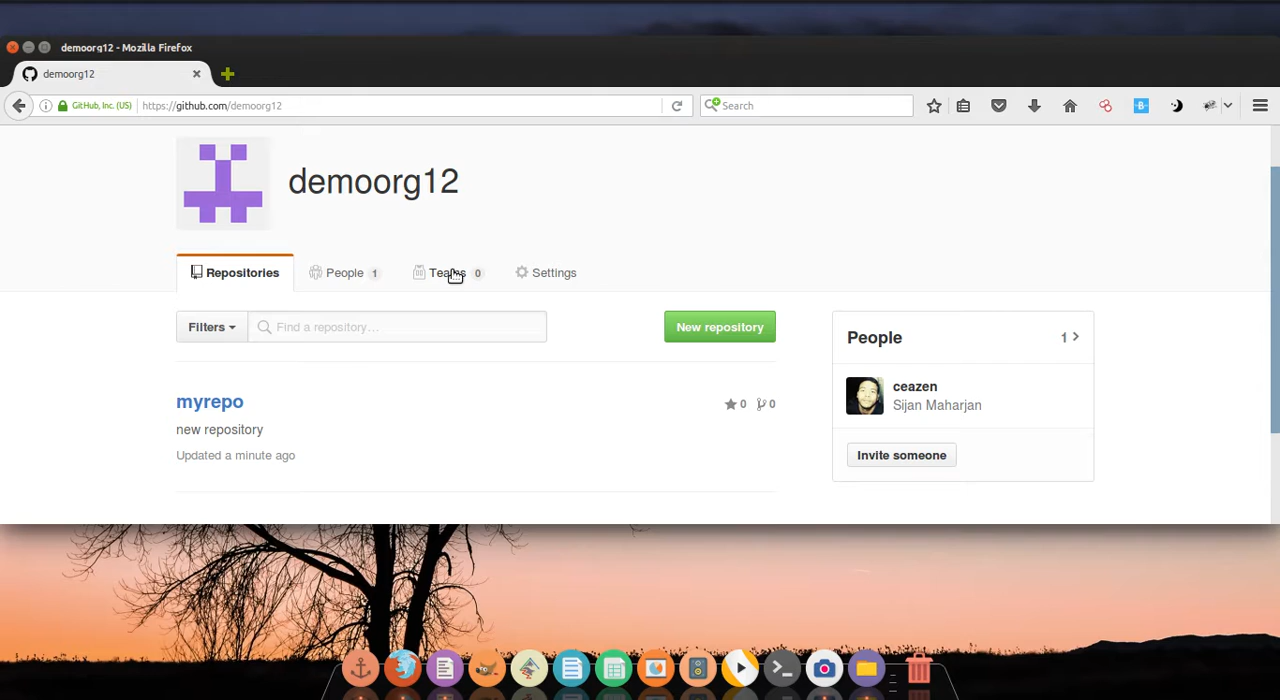 demoorg12 - Mozilla Firefox
demoorg12
GitHub, Inc. (US) https://github.com/demoorg12 Search
demoorg12
Repositories People 1 Teams 0 Settings
Filters Find a repository... New repository
People 1
myrepo 0 0
new repository
Updated a minute ago
ceazen
Sijan Maharjan
Invite someone